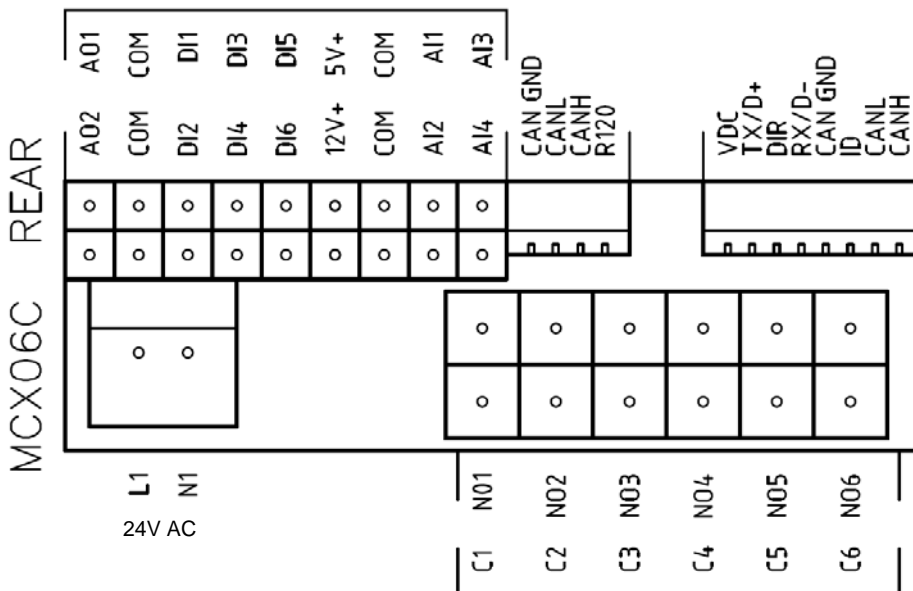 AO1 COM DI1 DI3 DI5 5V+ COM AI1 AI3
AO2 COM DI2 DI4 DI6 12V+ COM AI2 AI4
CAN GND
CANL
CANH
R120
VDC
TX/D+
DIR
RX/D-
CAN GND
ID
CANL
CANH
MCX06C REAR
L1 N1
24V AC
NO1 NO2 NO3 NO4 NO5 NO6
C1 C2 C3 C4 C5 C6